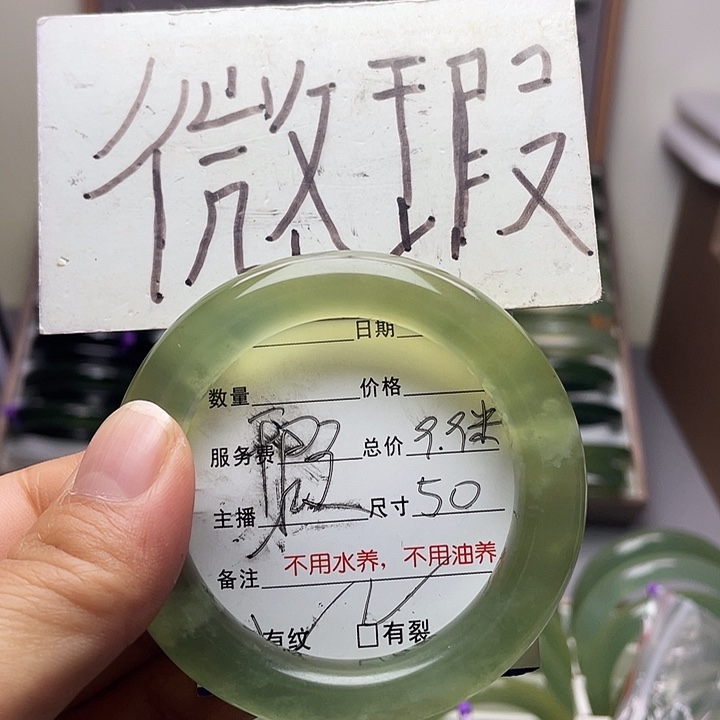 微瑕
日期
数量 价格
服务费 总价 9.9米
主播 尺寸 50
备注 不用水养，不用油养
有纹 □有裂